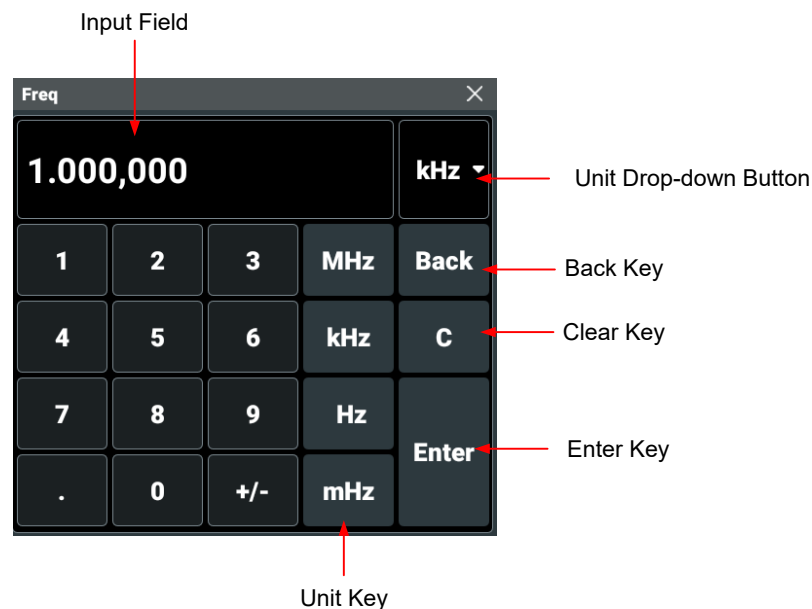 Input Field
Freq
1.000,000 kHz
Unit Drop-down Button
1 2 3 MHz Back
Back Key
4 5 6 kHz C
Clear Key
7 8 9 Hz
Enter
Enter Key
. 0 +/- mHz
Unit Key